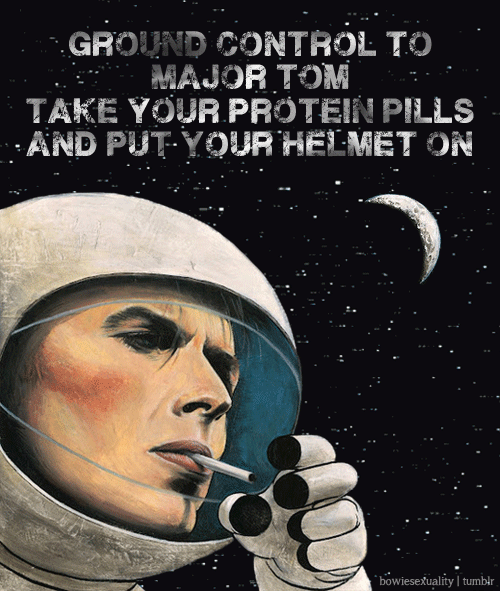 GROUND CONTROL TO
MAJOR TOM
TAKE YOUR PROTEIN PILLS
AND PUT YOUR HELMET ON
bowiesexuality | tumblr